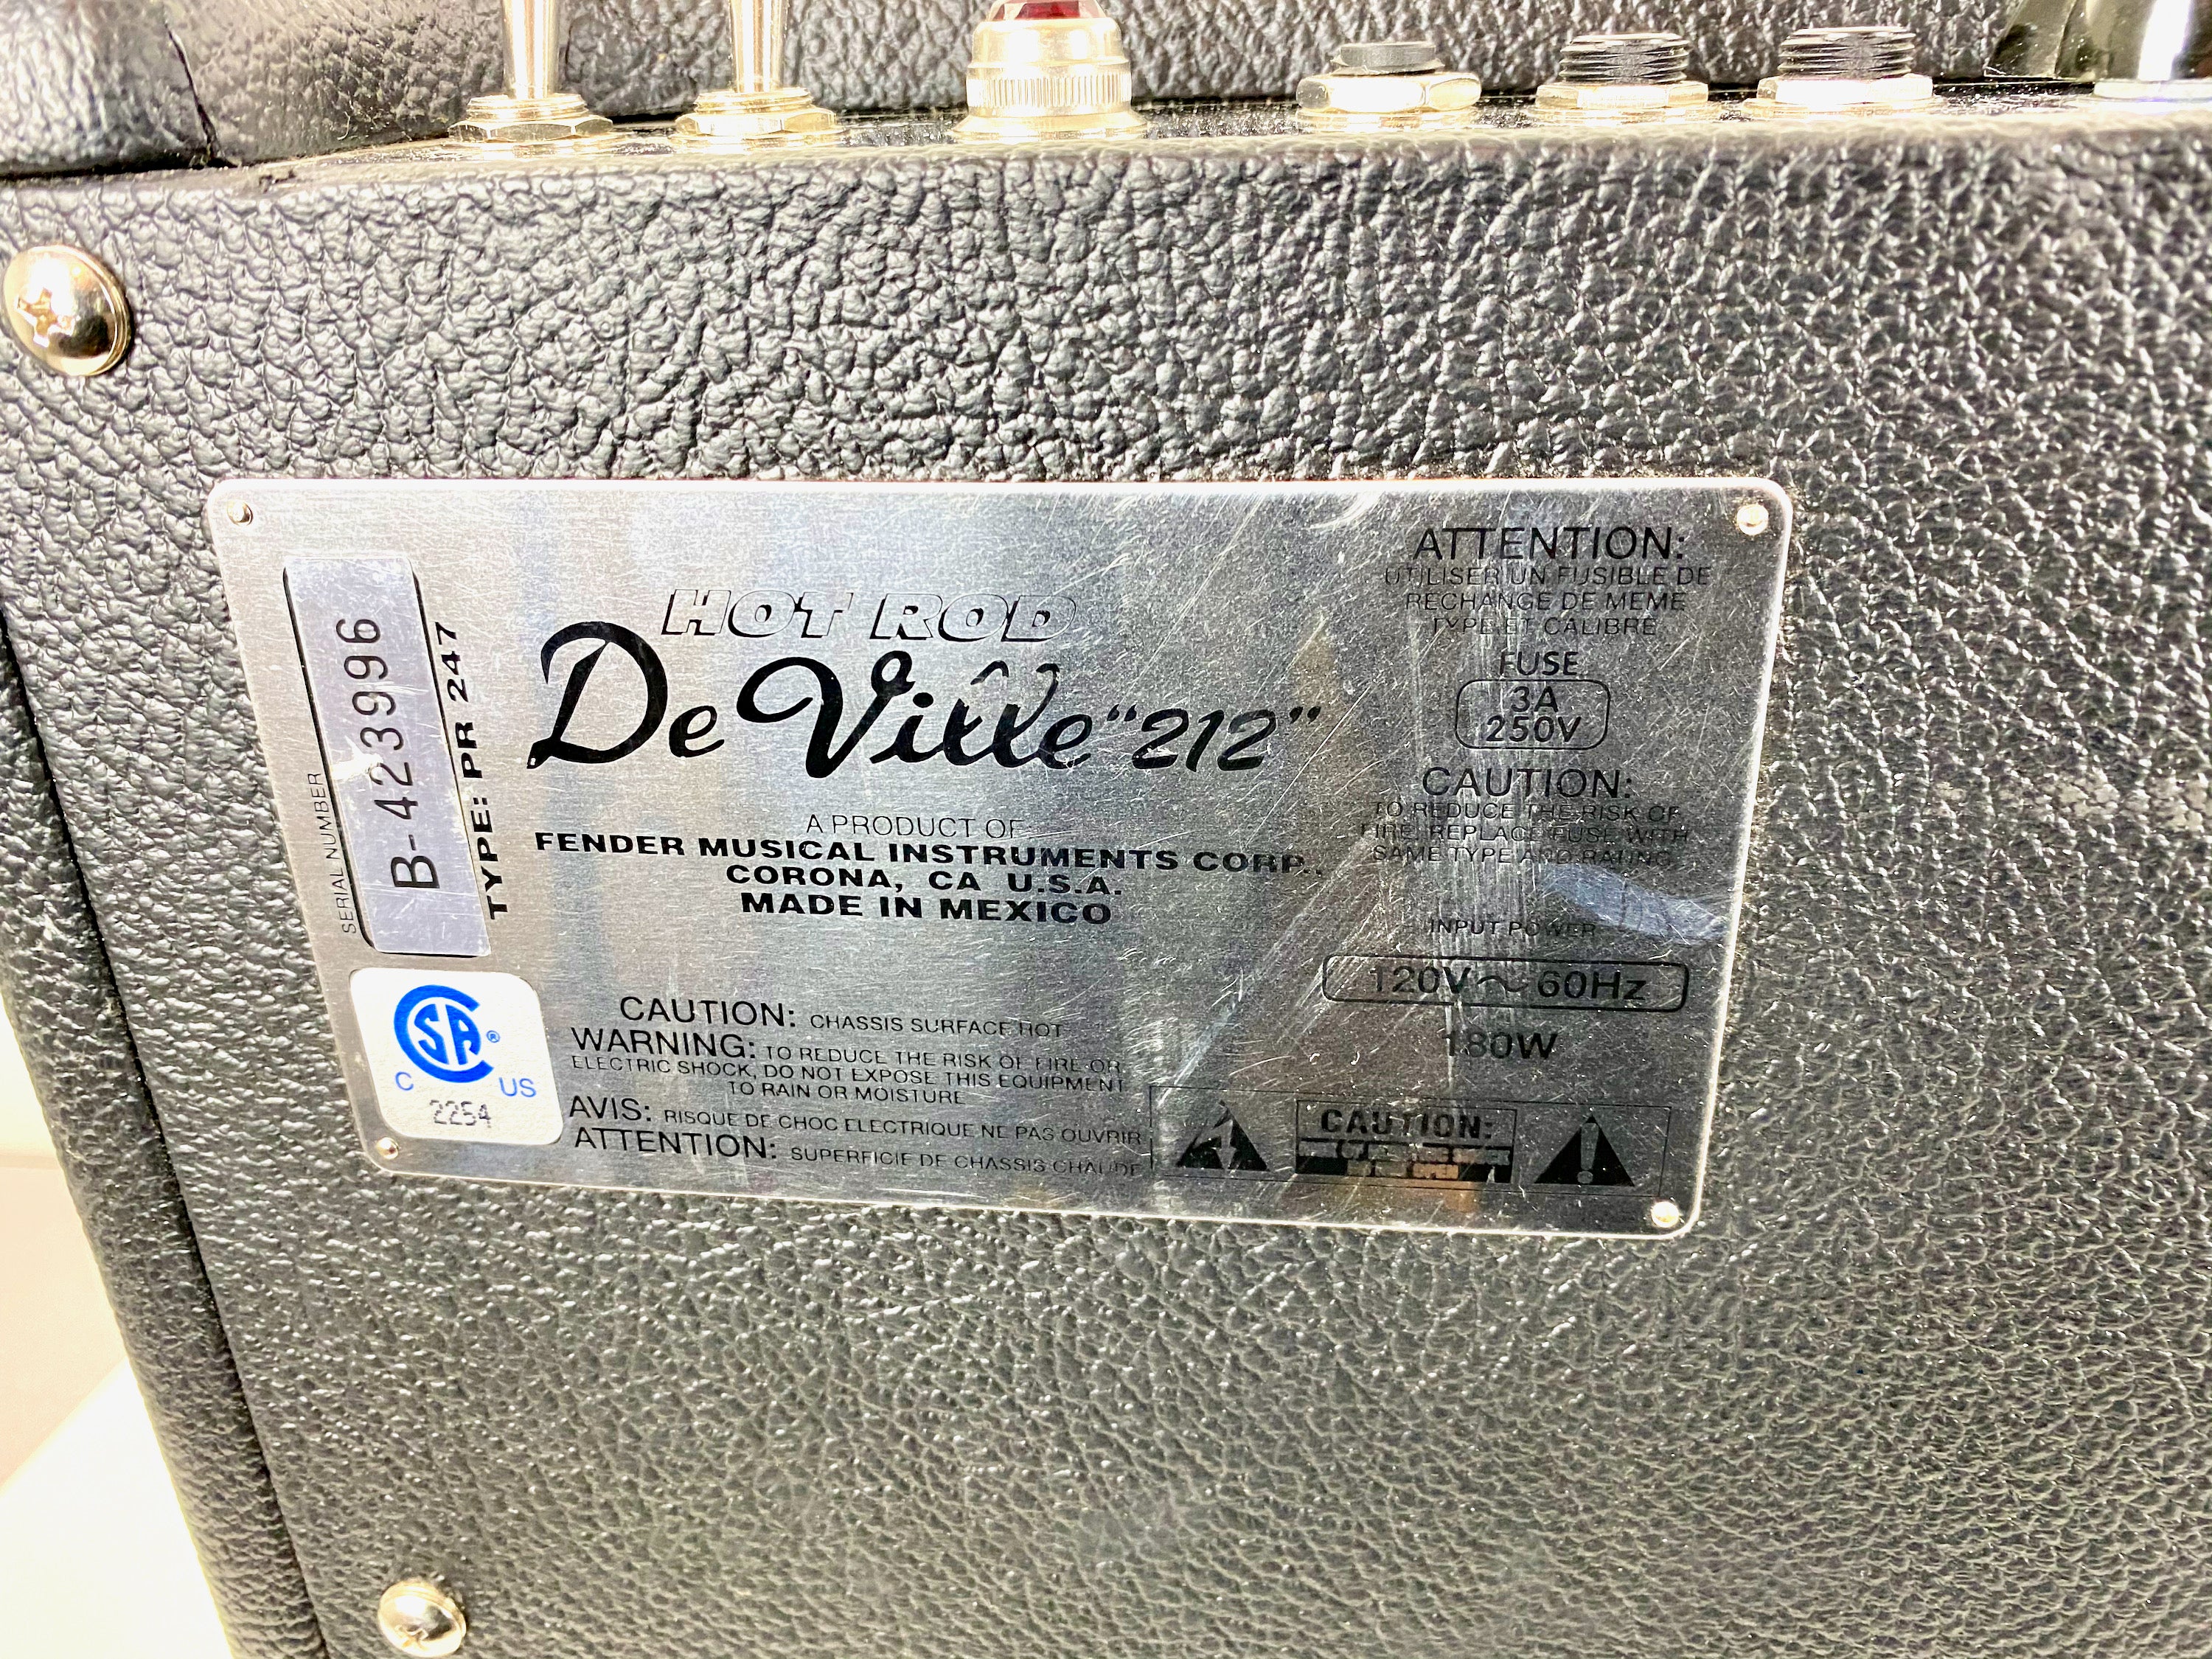 SERIAL NUMBER
B-423996
TYPE: PR 247
HOT ROD
De Ville "212"
A PRODUCT OF
FENDER MUSICAL INSTRUMENTS CORP.,
CORONA, CA U.S.A.
MADE IN MEXICO
CSA®
C US
2254
CAUTION: CHASSIS SURFACE HOT
WARNING: TO REDUCE THE RISK OF FIRE OR
ELECTRIC SHOCK, DO NOT EXPOSE THIS EQUIPMENT
TO RAIN OR MOISTURE
AVIS: RISQUE DE CHOC ELECTRIQUE NE PAS OUVRIR
ATTENTION: SUPERFICIE DE CHASSIS CHAUDE
ATTENTION:
UTILISER UN FUSIBLE DE
RECHANGE DE MEME
TYPE ET CALIBRE
FUSE
3A
250V
CAUTION:
TO REDUCE THE RISK OF
FIRE, REPLACE FUSE WITH
SAME TYPE AND RATING
INPUT POWER
120V~60Hz
180W
CAUTION: